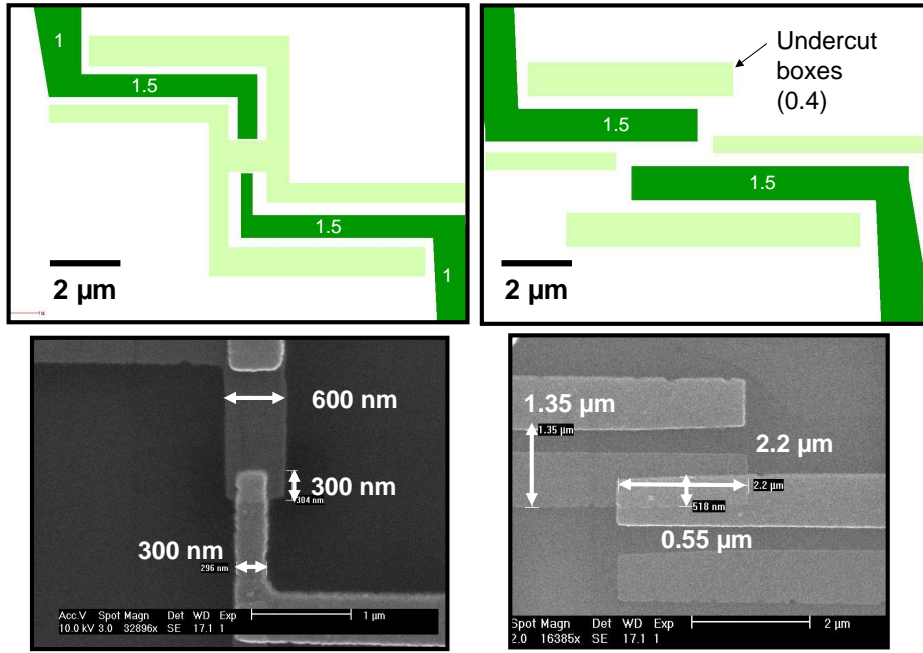 1
1.5
1.5
1
2 µm
Undercut
boxes
(0.4)
1.5
1.5
2 µm
600 nm
300 nm
304 nm
300 nm
296 nm
Acc.V Spot Magn Det WD Exp
10.0 kV 3.0 32896x SE 17.1 1
1 µm
1.35 µm
1.35 µm
2.2 µm
2.2 µm
518 nm
0.55 µm
Spot Magn Det WD Exp
2.0 16385x SE 17.1 1
2 µm